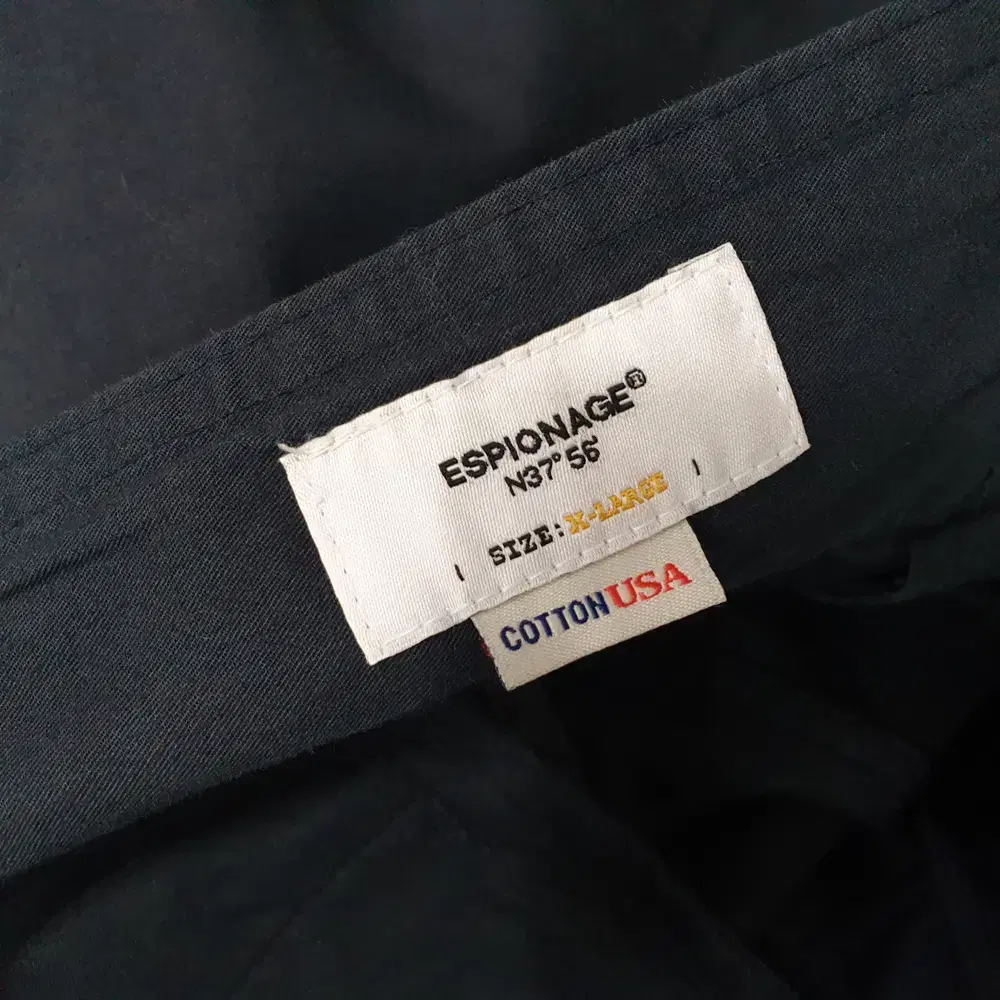 ESPIONAGE®
N37°56'
SIZE:X-LARGE
COTTON USA